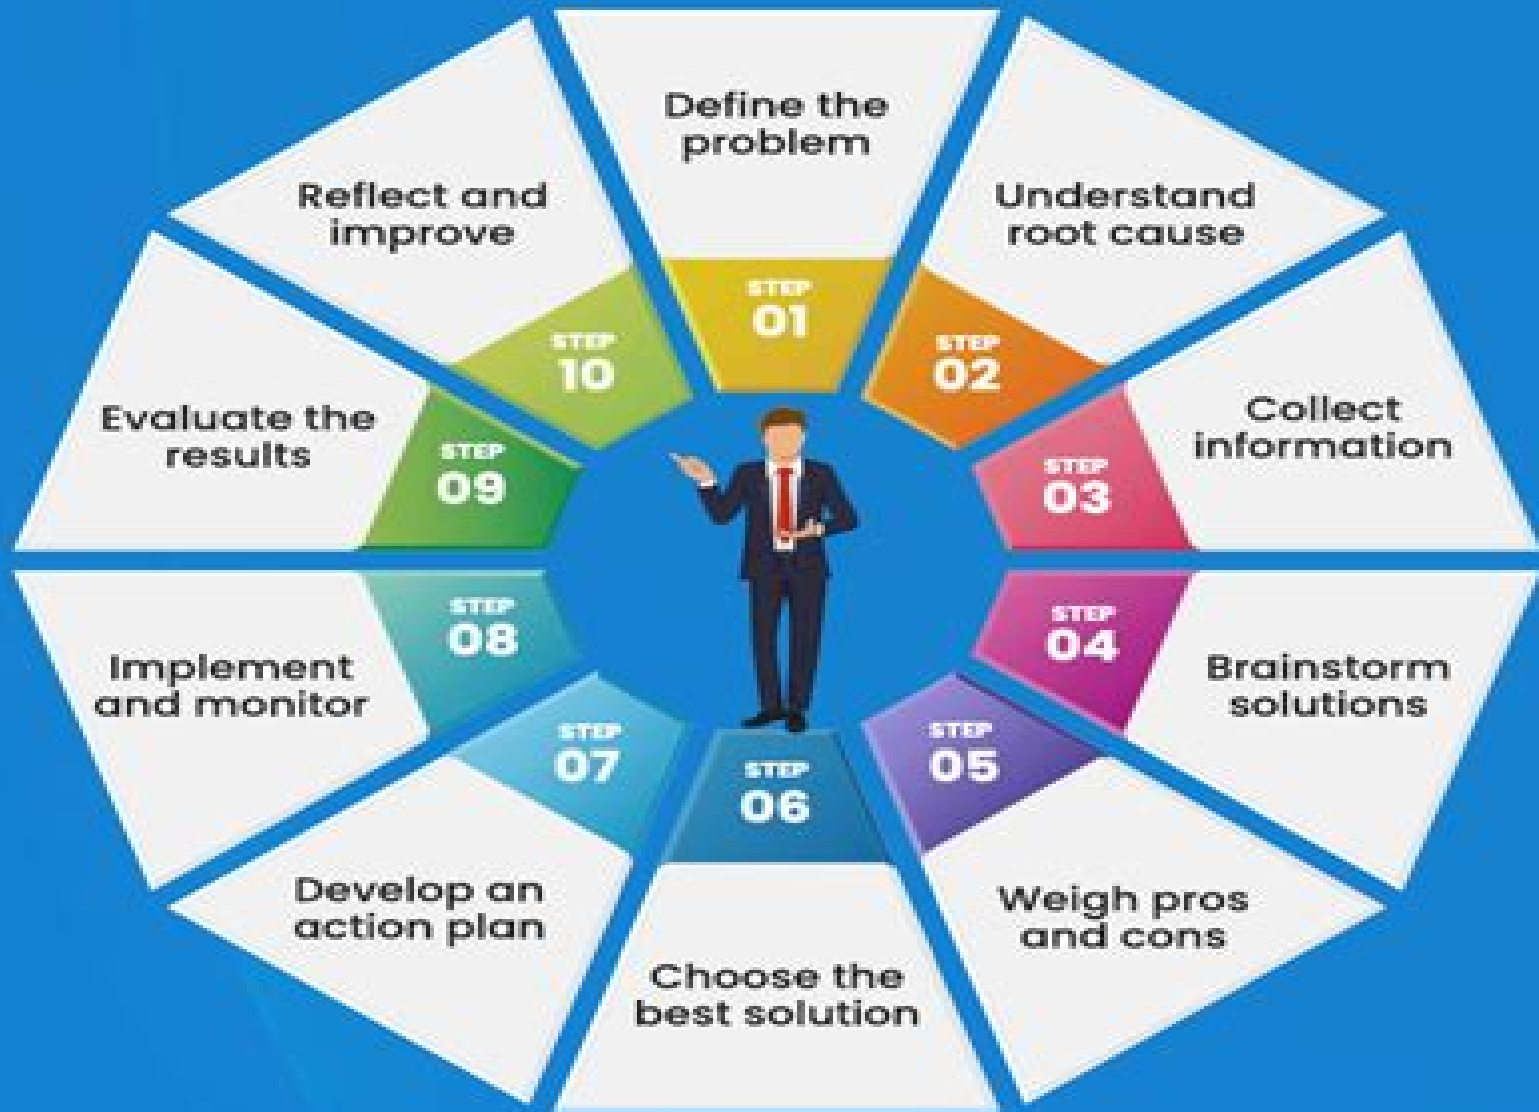 Define the
problem
STEP
01
Understand
root cause
STEP
02
Collect
information
STEP
03
Brainstorm
solutions
STEP
04
Weigh pros
and cons
STEP
05
Choose the
best solution
STEP
06
Develop an
action plan
STEP
07
Implement
and monitor
STEP
08
Evaluate the
results
STEP
09
Reflect and
improve
STEP
10